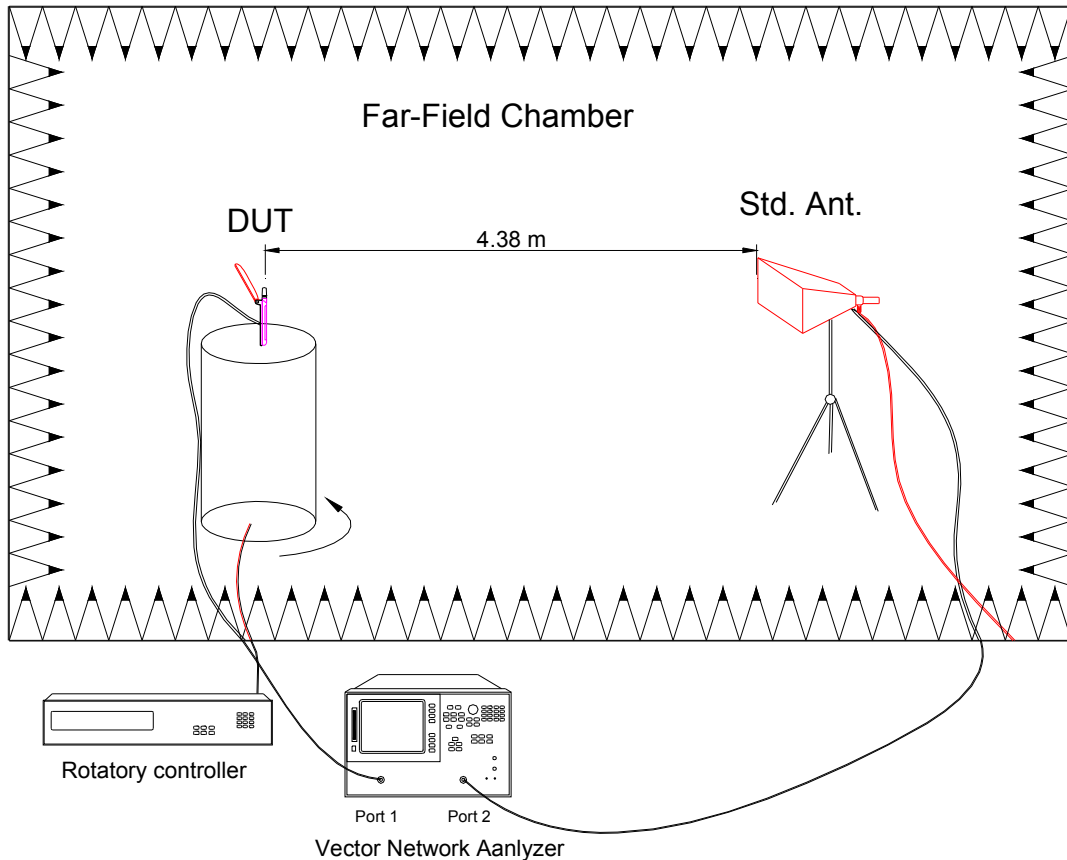 Far-Field Chamber
DUT
Std. Ant.
4.38 m
Rotatory controller
Port 1
Port 2
Vector Network Aanlyzer